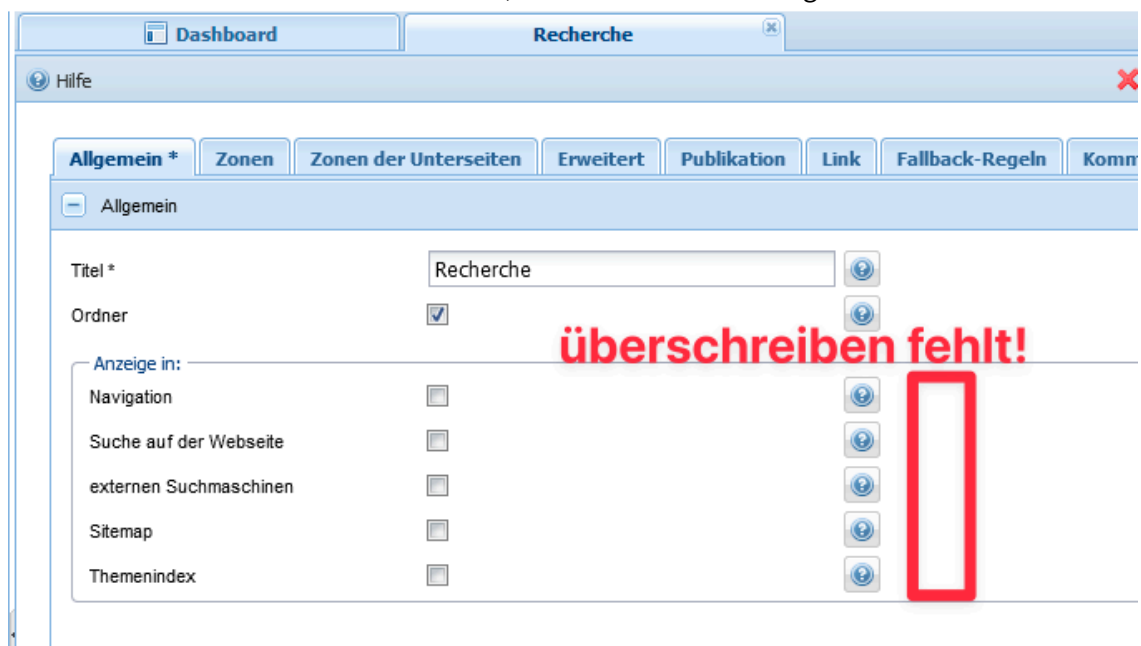 Dashboard Recherche
Hilfe
Allgemein * Zonen Zonen der Unterseiten Erweitert Publikation Link Fallback-Regeln Komm
Allgemein
Titel * Recherche
Ordner
überschreiben fehlt!
Anzeige in:
Navigation
Suche auf der Webseite
externen Suchmaschinen
Sitemap
Themenindex